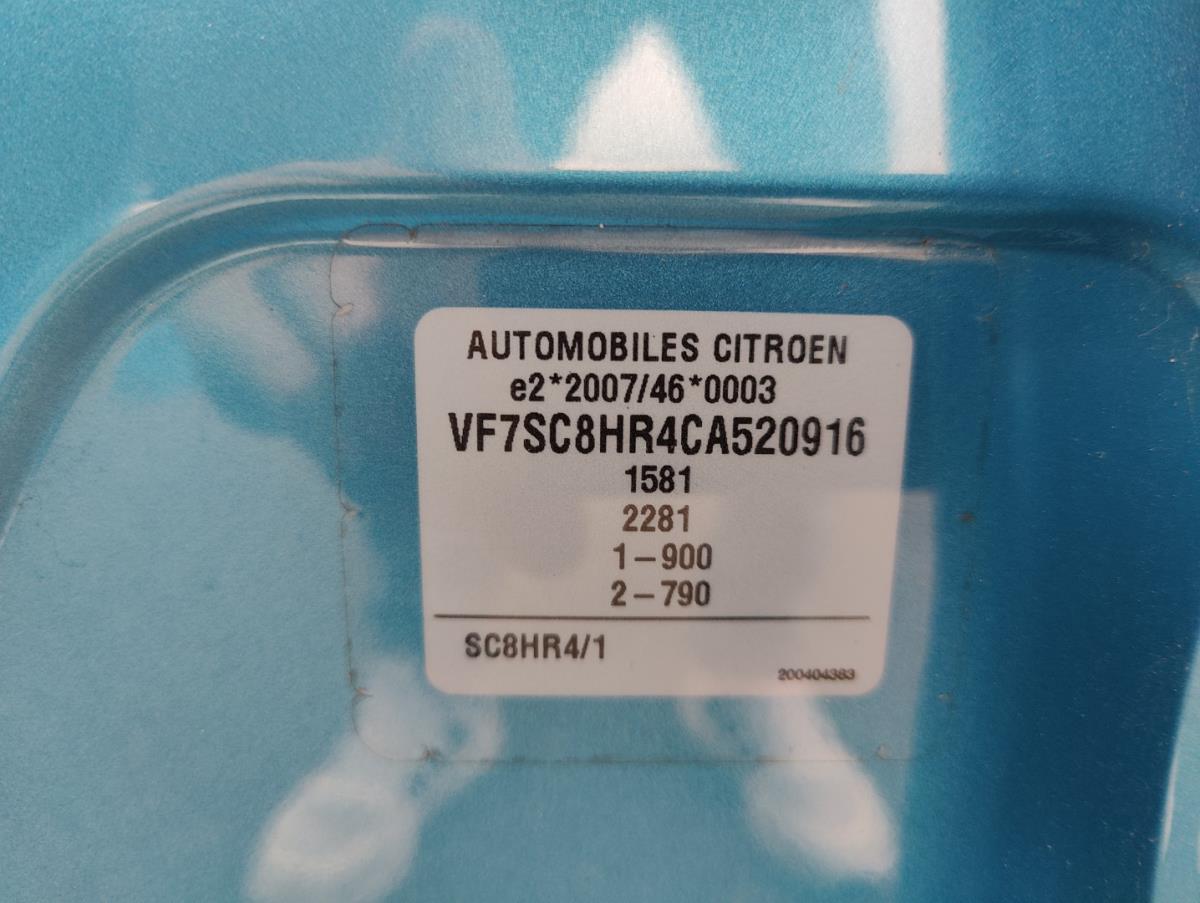 AUTOMOBILES CITROEN
e2*2007/46*0003
VF7SC8HR4CA520916
1581
2281
1-900
2-790
SC8HR4/1
200404383